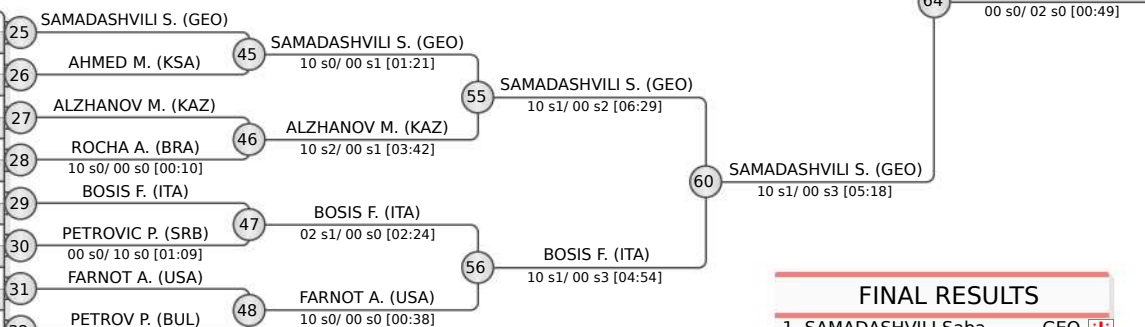 64
00 s0/ 02 s0 [00:49]
25
SAMADASHVILI S. (GEO)
45
SAMADASHVILI S. (GEO)
10 s0/ 00 s1 [01:21]
26
AHMED M. (KSA)
55
SAMADASHVILI S. (GEO)
10 s1/ 00 s2 [06:29]
27
ALZHANOV M. (KAZ)
46
ALZHANOV M. (KAZ)
10 s2/ 00 s1 [03:42]
28
ROCHA A. (BRA)
10 s0/ 00 s0 [00:10]
60
SAMADASHVILI S. (GEO)
10 s1/ 00 s3 [05:18]
29
BOSIS F. (ITA)
47
BOSIS F. (ITA)
02 s1/ 00 s0 [02:24]
30
PETROVIC P. (SRB)
00 s0/ 10 s0 [01:09]
56
BOSIS F. (ITA)
10 s1/ 00 s3 [04:54]
31
FARNOT A. (USA)
48
FARNOT A. (USA)
10 s0/ 00 s0 [00:38]
PETROV P. (BUL)
FINAL RESULTS
1. SAMADASHVILI Saba GEO